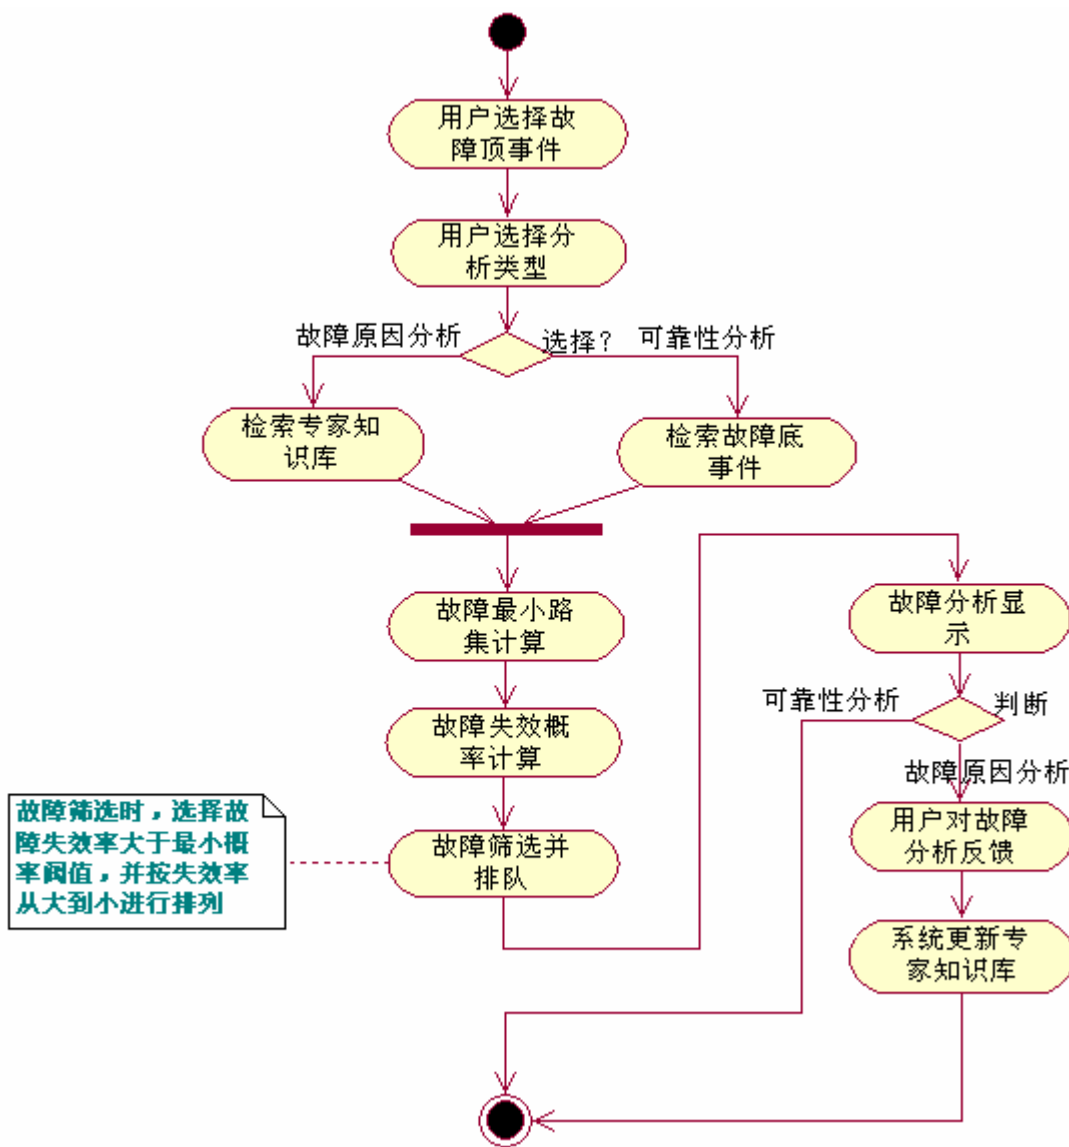 用户选择故
障顶事件
用户选择分
析类型
故障原因分析
选择?
可靠性分析
检索专家知
识库
检索故障底
事件
故障最小路
集计算
故障失效概
率计算
故障筛选时，选择故
障失效率大于最小概
率阀值，并按失效率
从大到小进行排列
故障筛选并
排队
故障分析显
示
可靠性分析
判断
故障原因分析
用户对故障
分析反馈
系统更新专
家知识库